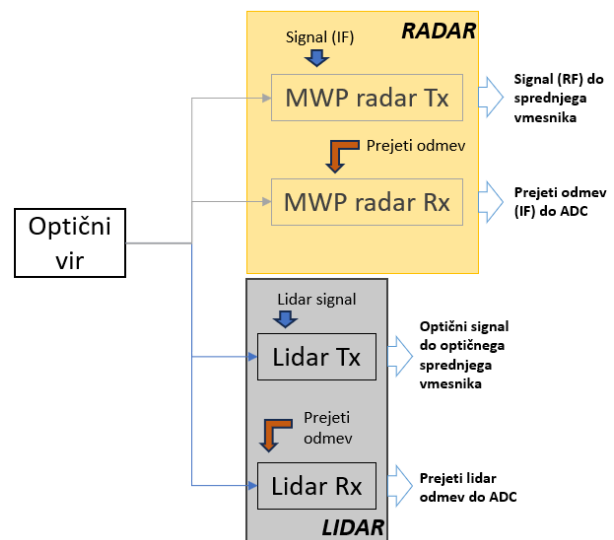 RADAR
Signal (IF)
MWP radar Tx
Signal (RF) do
sprednjega
vmesnika
Prejeti odmev
MWP radar Rx
Prejeti odmev
(IF) do ADC
Optični
vir
Lidar signal
Lidar Tx
Optični signal
do optičnega
sprednjega
vmesnika
Prejeti
odmev
Lidar Rx
Prejeti lidar
odmev do ADC
LIDAR